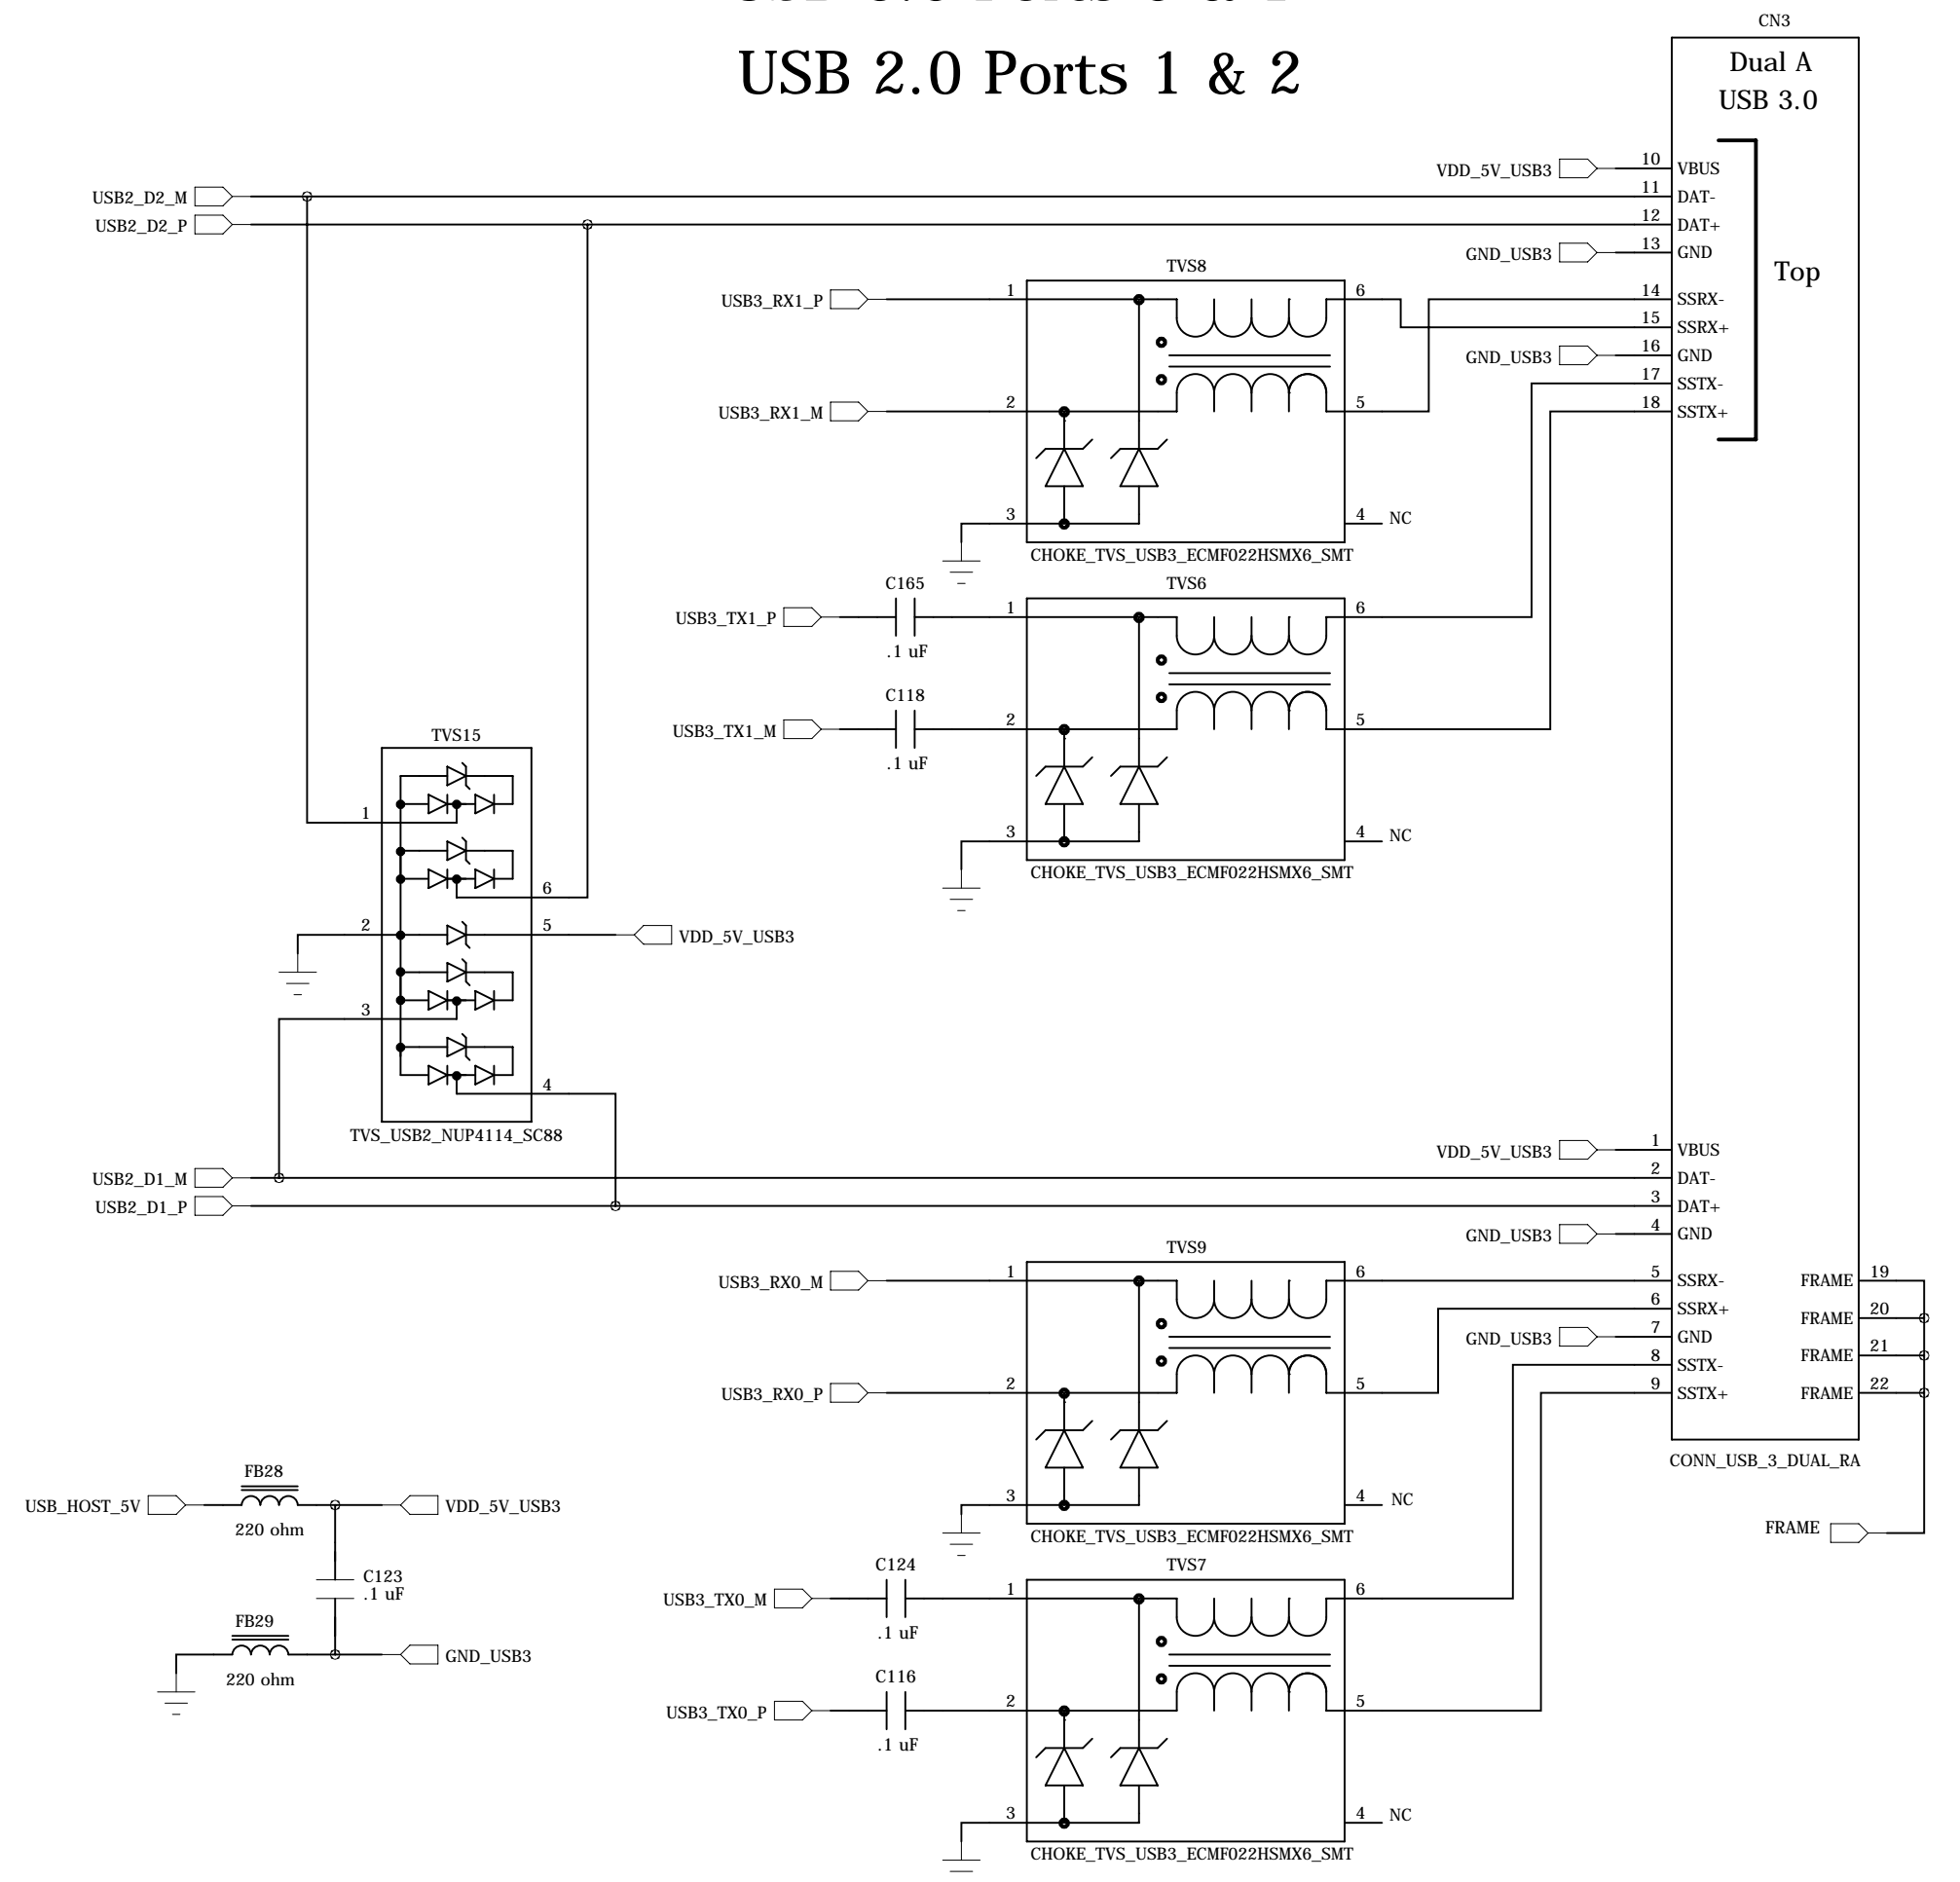 USB 2.0 Ports 1 & 2
CN3
Dual A
USB 3.0
Top
VDD_5V_USB3
10 VBUS
USB2_D2_M
11 DAT-
USB2_D2_P
12 DAT+
GND_USB3
13 GND
14 SSRX-
15 SSRX+
GND_USB3
16 GND
17 SSTX-
18 SSTX+
TVS8
USB3_RX1_P
1
6
USB3_RX1_M
2
5
3
4 NC
CHOKE_TVS_USB3_ECMF022HSMX6_SMT
TVS6
C165
USB3_TX1_P
.1 uF
1
6
C118
USB3_TX1_M
.1 uF
2
5
3
4 NC
CHOKE_TVS_USB3_ECMF022HSMX6_SMT
TVS15
1
6
2
5
VDD_5V_USB3
3
4
TVS_USB2_NUP4114_SC88
VDD_5V_USB3
1 VBUS
USB2_D1_M
2 DAT-
USB2_D1_P
3 DAT+
GND_USB3
4 GND
5 SSRX-
6 SSRX+
GND_USB3
7 GND
8 SSTX-
9 SSTX+
FRAME 19
FRAME 20
FRAME 21
FRAME 22
CONN_USB_3_DUAL_RA
FRAME
TVS9
USB3_RX0_M
1
6
USB3_RX0_P
2
5
3
4 NC
CHOKE_TVS_USB3_ECMF022HSMX6_SMT
TVS7
C124
USB3_TX0_M
.1 uF
1
6
C116
USB3_TX0_P
.1 uF
2
5
3
4 NC
CHOKE_TVS_USB3_ECMF022HSMX6_SMT
FB28
USB_HOST_5V
VDD_5V_USB3
220 ohm
C123
.1 uF
FB29
GND_USB3
220 ohm